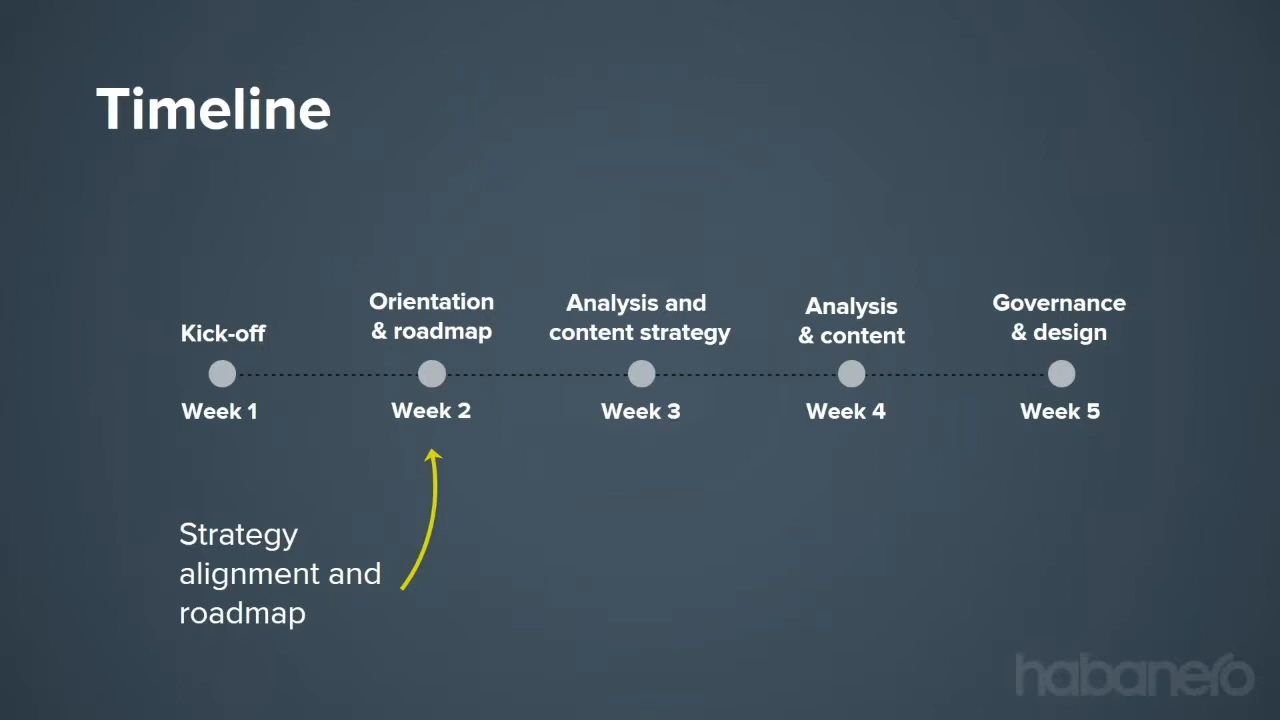 Timeline
Kick-off
Orientation
& roadmap
Analysis and
content strategy
Analysis
& content
Governance
& design
Week 1
Week 2
Week 3
Week 4
Week 5
Strategy
alignment and
roadmap
habanero